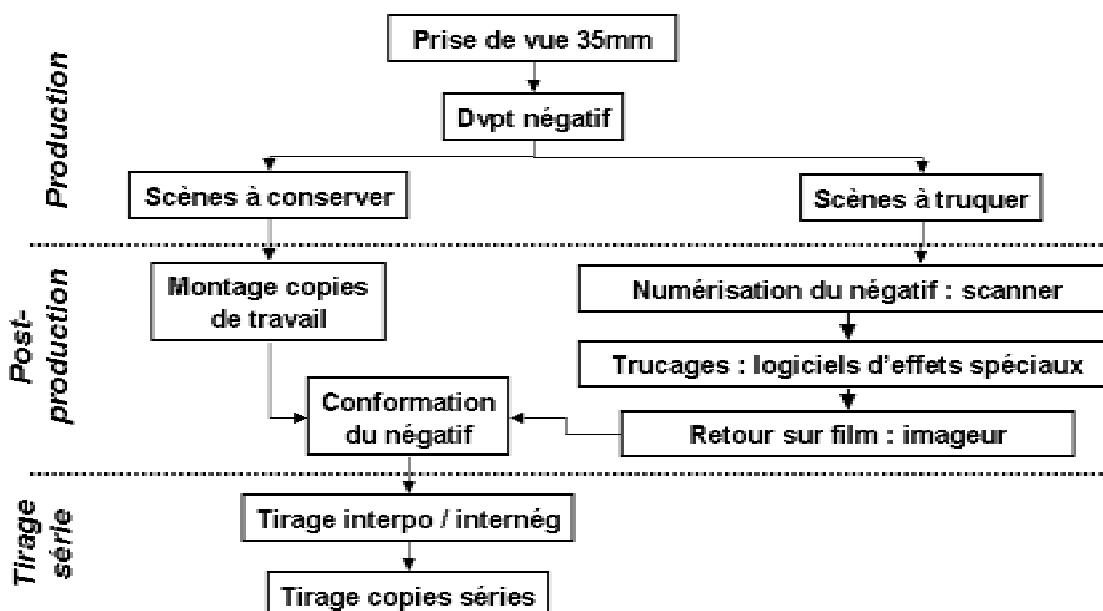 Production
Prise de vue 35mm
Dvpt négatif
Scènes à conserver
Scènes à truquer
Post-
production
Montage copies
de travail
Numérisation du négatif : scanner
Trucages : logiciels d'effets spéciaux
Retour sur film : imageur
Conformation
du négatif
Tirage
série
Tirage interpo / internég
Tirage copies séries